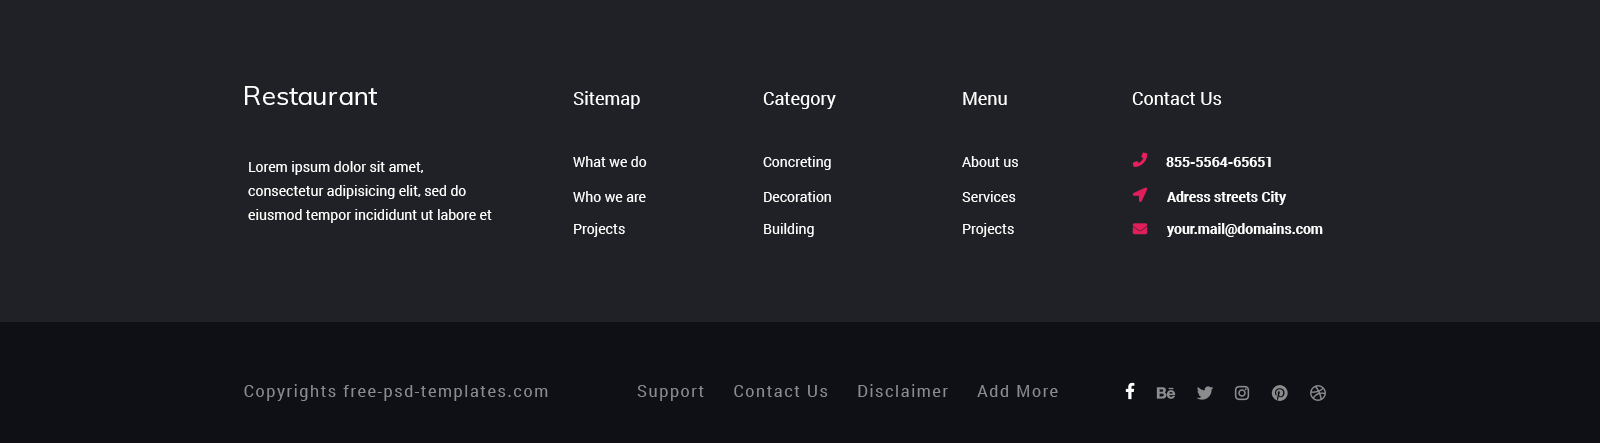 Restaurant
Lorem ipsum dolor sit amet,
consectetur adipisicing elit, sed do
eiusmod tempor incididunt ut labore et
Sitemap
What we do
Who we are
Projects
Category
Concreting
Decoration
Building
Menu
About us
Services
Projects
Contact Us
855-5564-65651
Adress streets City
your.mail@domains.com
Copyrights free-psd-templates.com
Support Contact Us Disclaimer Add More